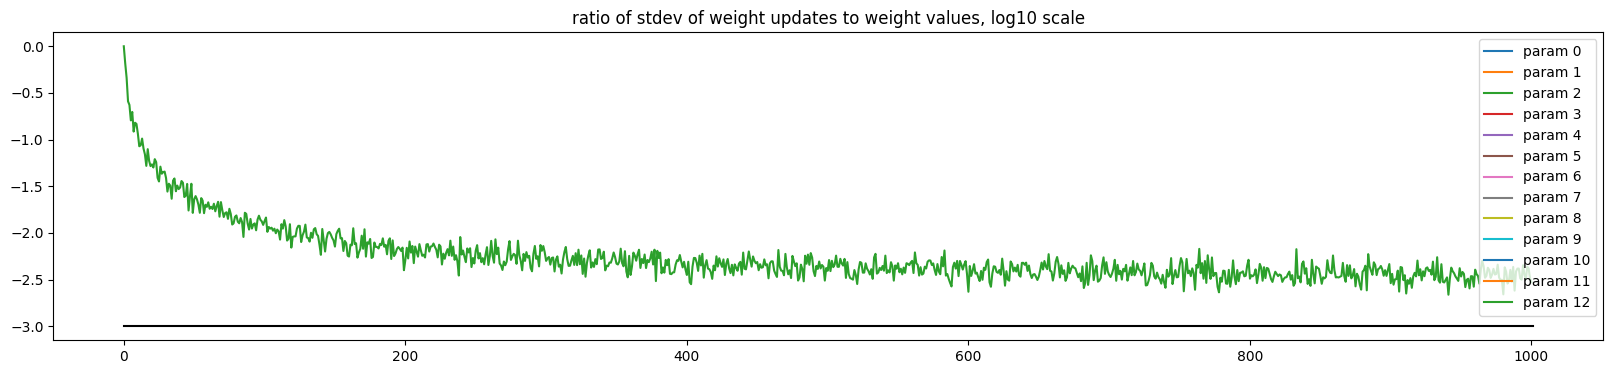 ratio of stdev of weight updates to weight values, log10 scale
0.0
−0.5
−1.0
−1.5
−2.0
−2.5
−3.0
0
200
400
600
800
1000
param 0
param 1
param 2
param 3
param 4
param 5
param 6
param 7
param 8
param 9
param 10
param 11
param 12